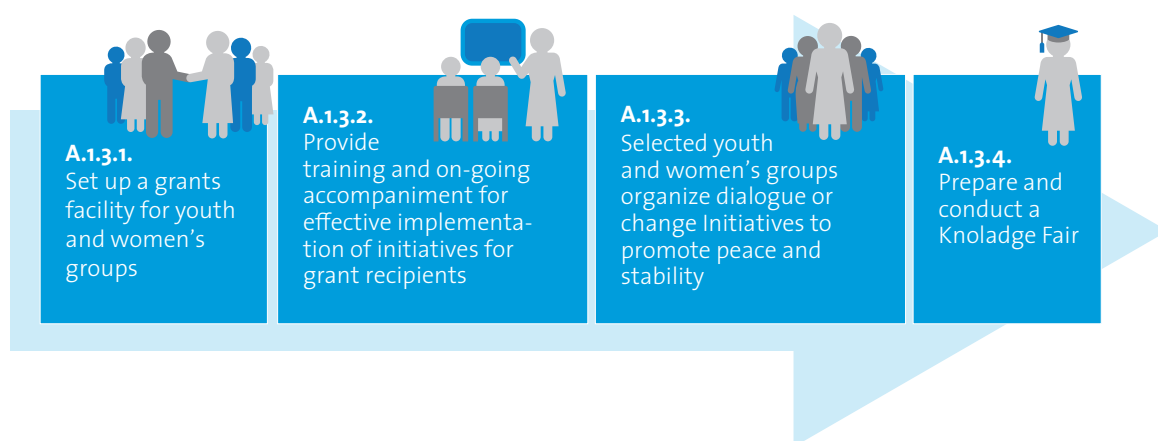 A.1.3.1.
Set up a grants
facility for youth
and women’s
groups
A.1.3.2.
Provide
training and on-going
accompaniment for
effective implementa-
tion of initiatives for
grant recipients
A.1.3.3.
Selected youth
and women’s groups
organize dialogue or
change Initiatives to
promote peace and
stability
A.1.3.4.
Prepare and
conduct a
Knoladge Fair